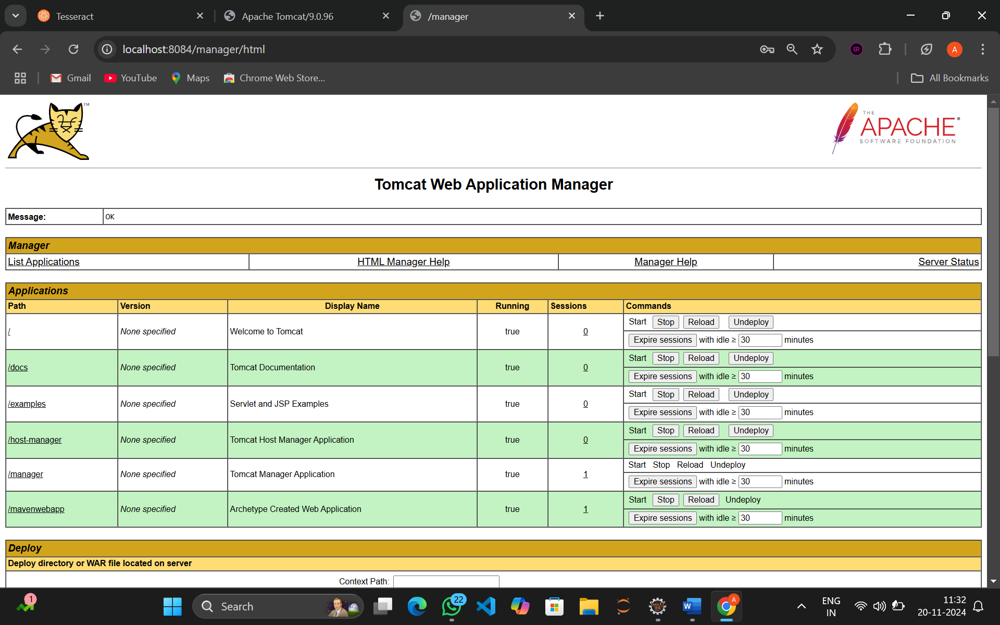 Tesseract
Apache Tomcat/9.0.96
/manager
localhost:8084/manager/html
A
Gmail
YouTube
Maps
Chrome Web Store...
All Bookmarks
TM
THE
APACHE®
SOFTWARE FOUNDATION
Tomcat Web Application Manager
Message: OK
Manager
List Applications HTML Manager Help Manager Help Server Status
Applications
Path Version Display Name Running Sessions Commands
/ None specified Welcome to Tomcat true 0 Start Stop Reload Undeploy
Expire sessions with idle ≥ 30 minutes
/docs None specified Tomcat Documentation true 0 Start Stop Reload Undeploy
Expire sessions with idle ≥ 30 minutes
/examples None specified Servlet and JSP Examples true 0 Start Stop Reload Undeploy
Expire sessions with idle ≥ 30 minutes
/host-manager None specified Tomcat Host Manager Application true 0 Start Stop Reload Undeploy
Expire sessions with idle ≥ 30 minutes
/manager None specified Tomcat Manager Application true 1 Start Stop Reload Undeploy
Expire sessions with idle ≥ 30 minutes
/mavenwebapp None specified Archetype Created Web Application true 1 Start Stop Reload Undeploy
Expire sessions with idle ≥ 30 minutes
Deploy
Deploy directory or WAR file located on server
Context Path:
1
Search
22
Java EE
IDE
W
A
ENG
IN
11:32
20-11-2024